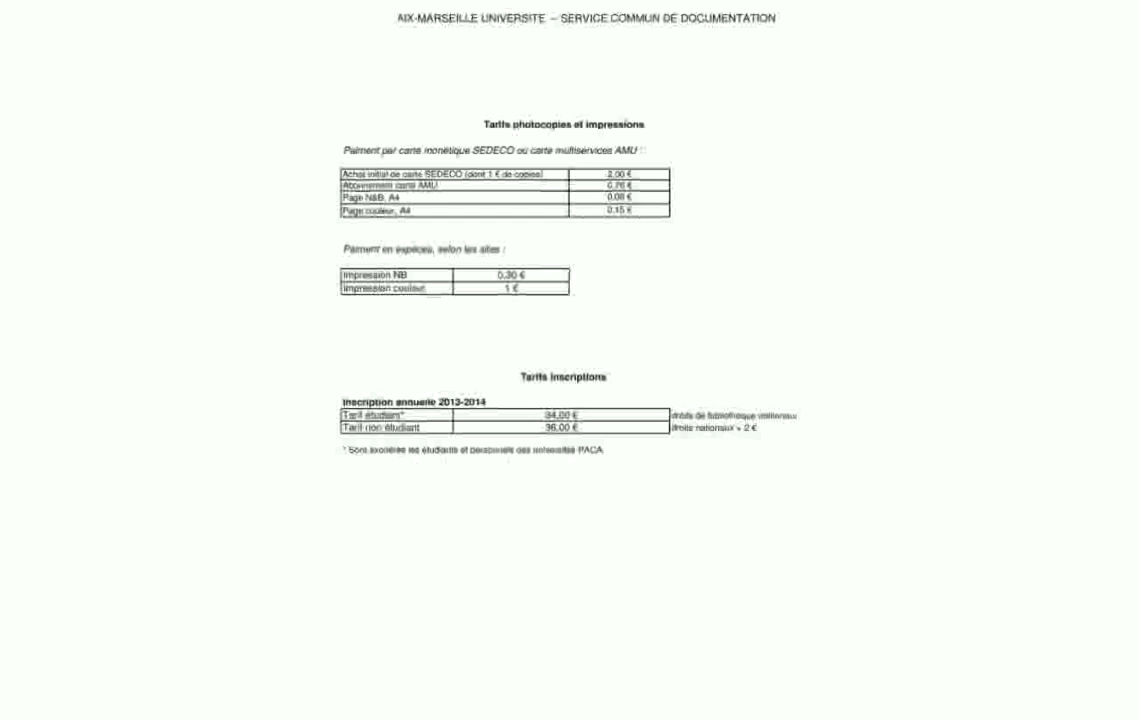 AIX-MARSEILLE UNIVERSITE – SERVICE COMMUN DE DOCUMENTATION
Tarifs photocopies et impressions
Paiment par carte monétique SEDECO ou carte multiservices AMU :
Achat initial de carte SEDECO (dont 1 € de copies) 2,00 €
Abonnement carte AMU
Page N&B, A4 0,08 €
Page couleur, A4 0,15 €
Paiment en espèces, selon les sites :
Impression NB 0,30 €
Impression couleur 1 €
Tarifs inscriptions
Inscription annuelle 2013-2014
Tarif étudiant* 34,00 € droits de bibliothèque nationaux
Tarif non étudiant 36,00 € droits nationaux + 2 €
* Sont exonérés les étudiants et personnels des universités PACA